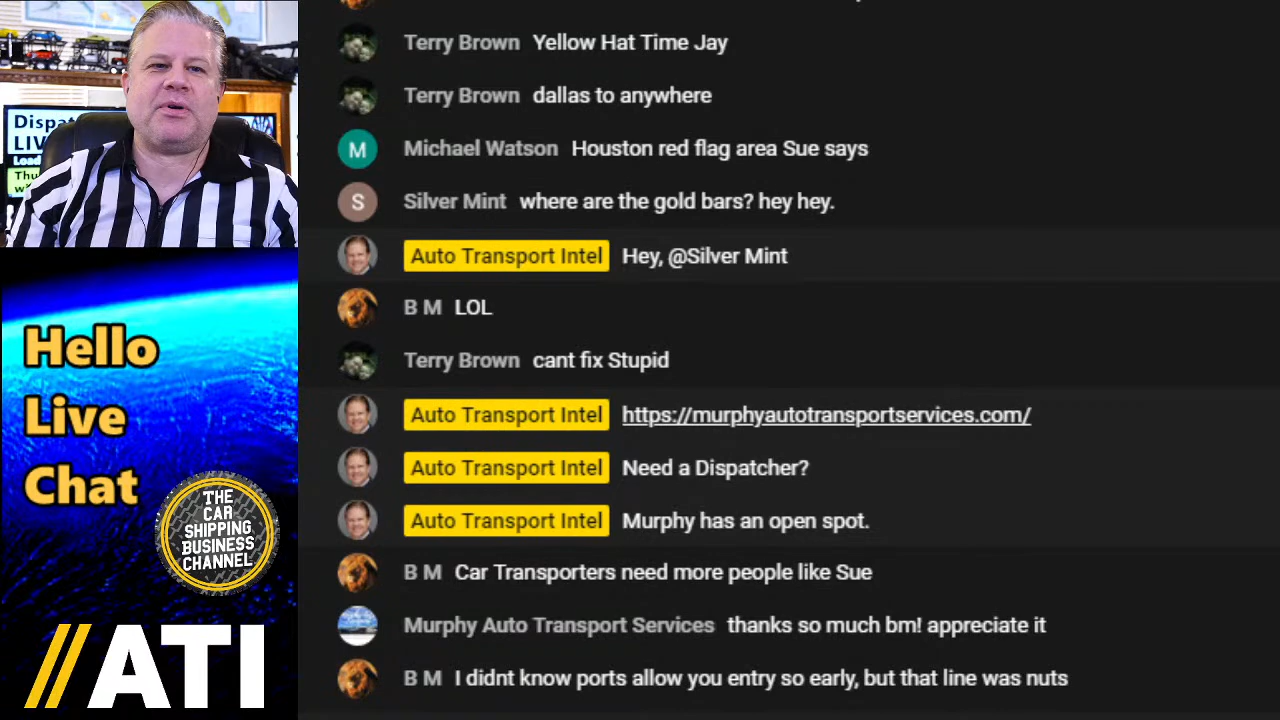 Dispat
LIV
Load
Thu
wi
Hello
Live
Chat
THE
CAR
SHIPPING
BUSINESS
CHANNEL
//ATI
Terry Brown Yellow Hat Time Jay
Terry Brown dallas to anywhere
M Michael Watson Houston red flag area Sue says
S Silver Mint where are the gold bars? hey hey.
Auto Transport Intel Hey, @Silver Mint
B M LOL
Terry Brown cant fix Stupid
Auto Transport Intel https://murphyautotransportservices.com/
Auto Transport Intel Need a Dispatcher?
Auto Transport Intel Murphy has an open spot.
B M Car Transporters need more people like Sue
Murphy Auto Transport Services thanks so much bm! appreciate it
B M I didnt know ports allow you entry so early, but that line was nuts